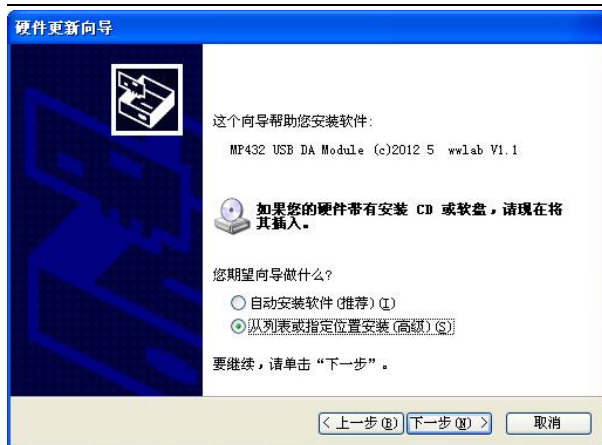 硬件更新向导
这个向导帮助您安装软件:
MP432 USB DA Module (c)2012 5 wwlab V1.1
如果您的硬件带有安装 CD 或软盘，请现在将
其插入。
您期望向导做什么?
自动安装软件(推荐)(I)
从列表或指定位置安装(高级)(S)
要继续，请单击“下一步”。
< 上一步(B) 下一步(N) > 取消